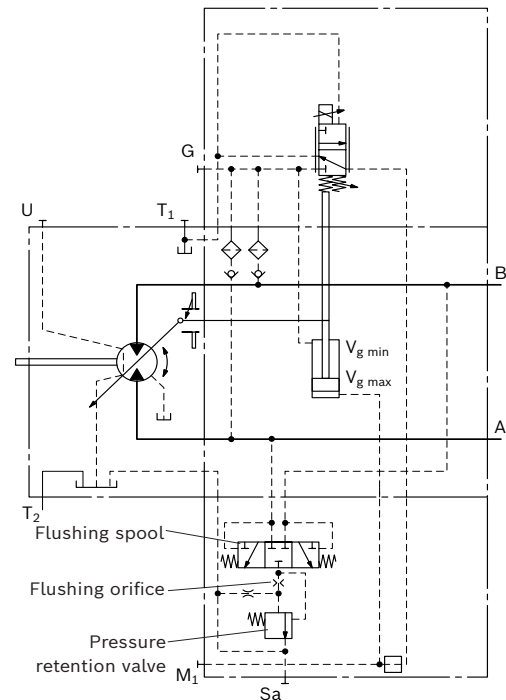 G
U
T1
B
Vg min
Vg max
A
T2
Flushing spool
Flushing orifice
Pressure
retention valve
M1
Sa